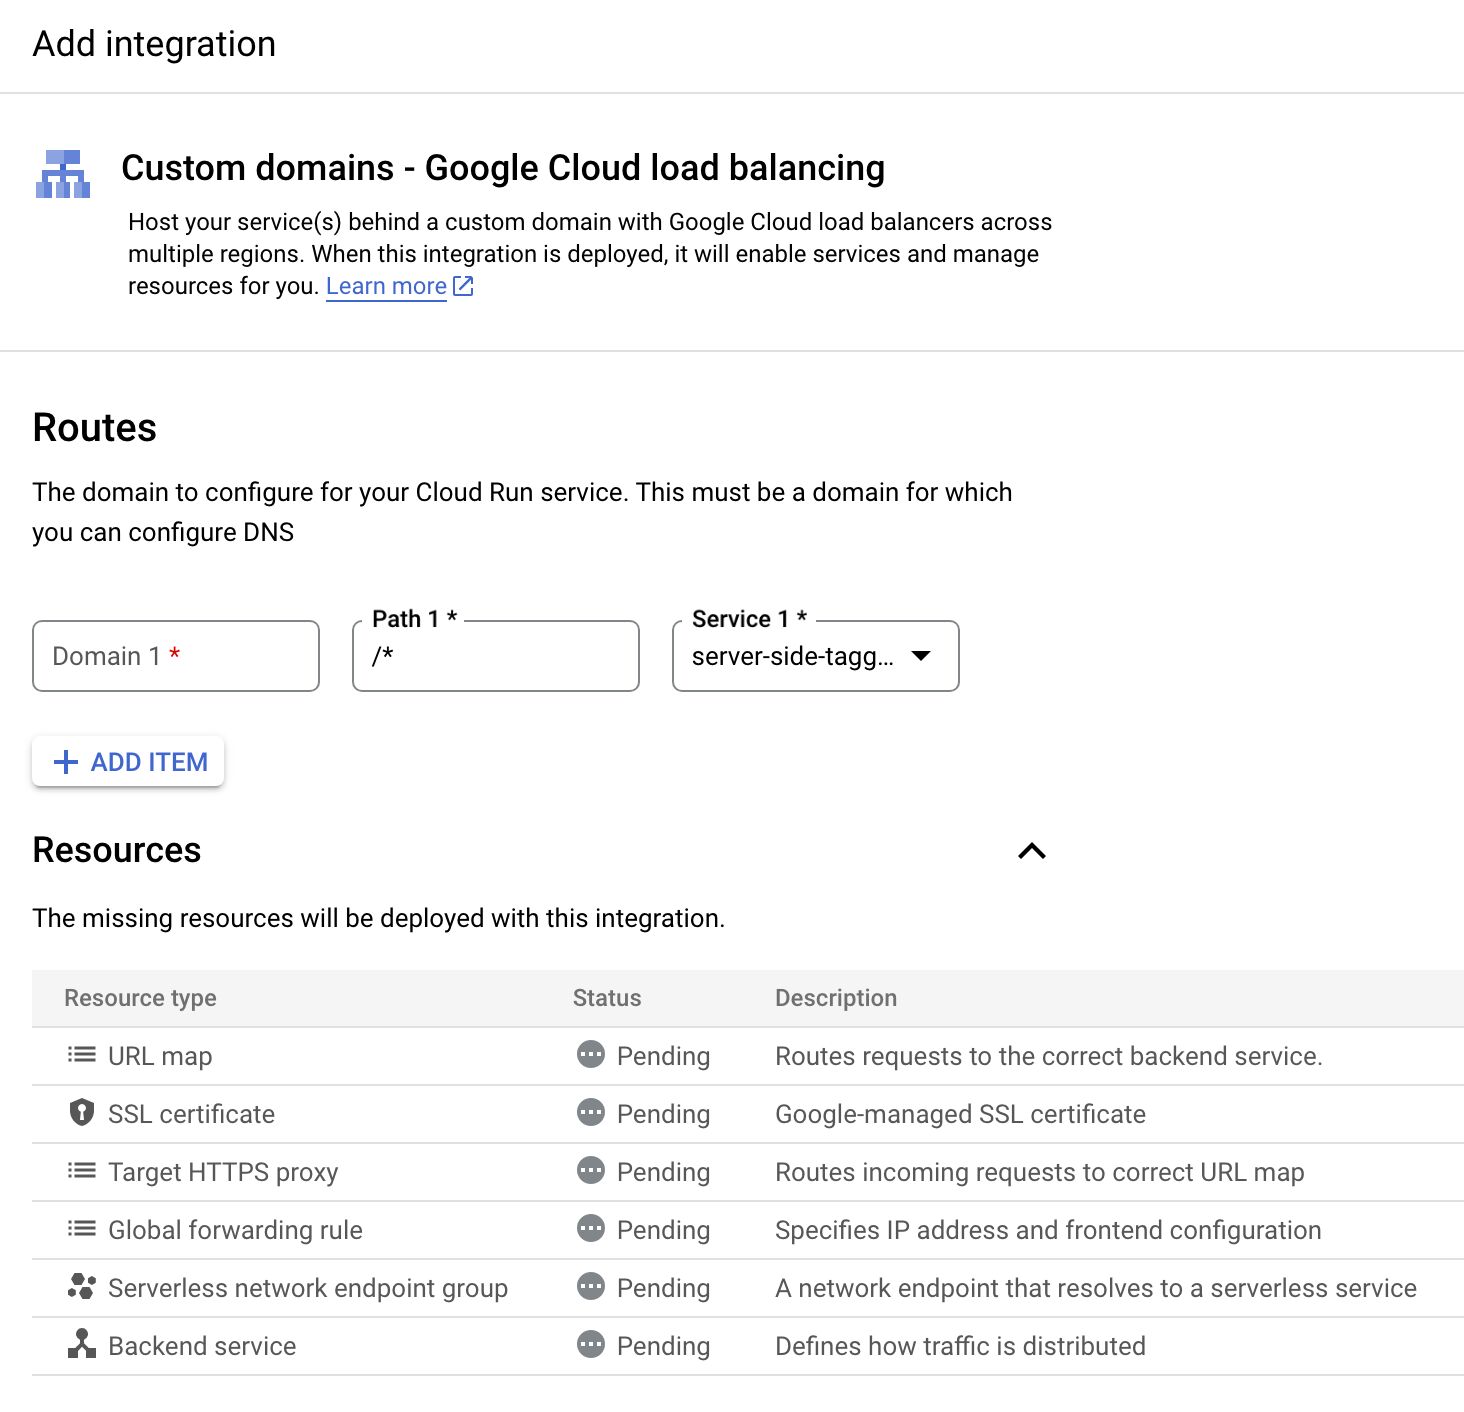 Add integration
Custom domains - Google Cloud load balancing
Host your service(s) behind a custom domain with Google Cloud load balancers across
multiple regions. When this integration is deployed, it will enable services and manage
resources for you. Learn more
Routes
The domain to configure for your Cloud Run service. This must be a domain for which
you can configure DNS
Path 1 * Service 1 *
Domain 1 * /* server-side-tagg...
+ ADD ITEM
Resources
The missing resources will be deployed with this integration.
Resource type Status Description
URL map Pending Routes requests to the correct backend service.
SSL certificate Pending Google-managed SSL certificate
Target HTTPS proxy Pending Routes incoming requests to correct URL map
Global forwarding rule Pending Specifies IP address and frontend configuration
Serverless network endpoint group Pending A network endpoint that resolves to a serverless service
Backend service Pending Defines how traffic is distributed